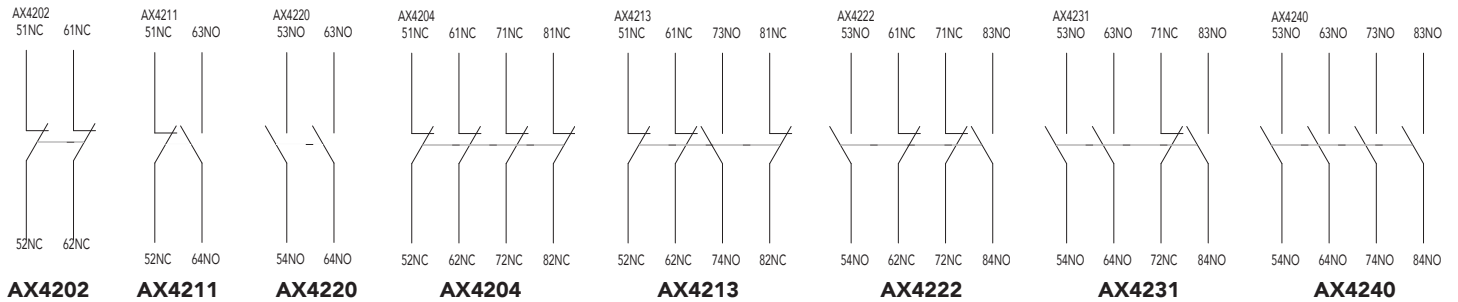 AX4202
51NC 61NC
52NC 62NC
AX4202
AX4211
51NC 63NO
52NC 64NO
AX4211
AX4220
53NO 63NO
54NO 64NO
AX4220
AX4204
51NC 61NC 71NC 81NC
52NC 62NC 72NC 82NC
AX4204
AX4213
51NC 61NC 73NO 81NC
52NC 62NC 74NO 82NC
AX4213
AX4222
53NO 61NC 71NC 83NO
54NO 62NC 72NC 84NO
AX4222
AX4231
53NO 63NO 71NC 83NO
54NO 64NO 72NC 84NO
AX4231
AX4240
53NO 63NO 73NO 83NO
54NO 64NO 74NO 84NO
AX4240